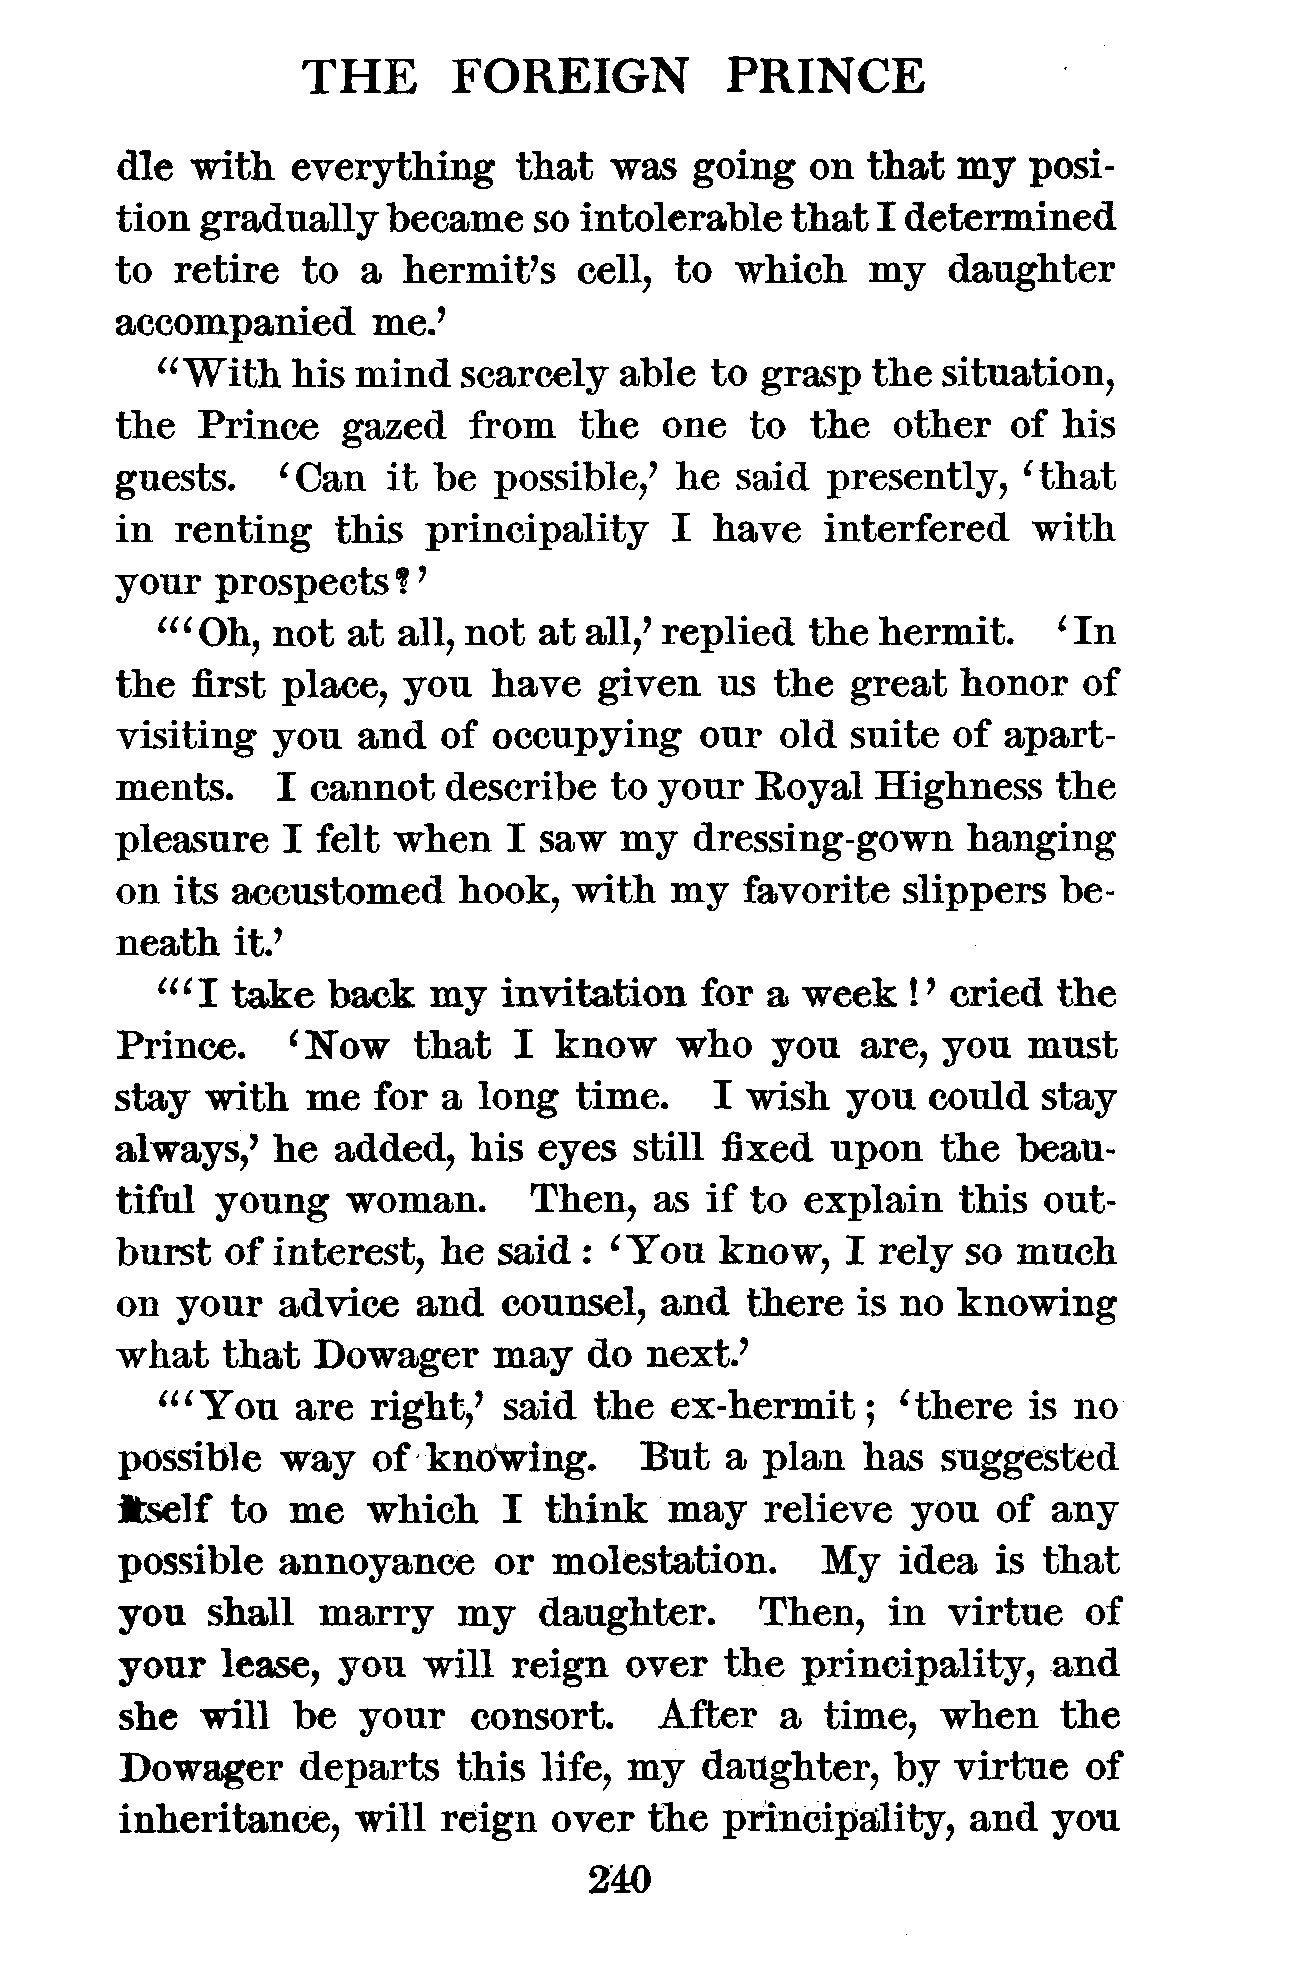 THE FOREIGN PRINCE
dle with everything that was going on that my posi-
tion gradually became so intolerable that I determined
to retire to a hermit's cell, to which my daughter
accompanied me.'
"With his mind scarcely able to grasp the situation,
the Prince gazed from the one to the other of his
guests. 'Can it be possible,' he said presently, 'that
in renting this principality I have interfered with
your prospects?'
"'Oh, not at all, not at all,' replied the hermit. 'In
the first place, you have given us the great honor of
visiting you and of occupying our old suite of apart-
ments. I cannot describe to your Royal Highness the
pleasure I felt when I saw my dressing-gown hanging
on its accustomed hook, with my favorite slippers be-
neath it.'
"'I take back my invitation for a week!' cried the
Prince. 'Now that I know who you are, you must
stay with me for a long time. I wish you could stay
always,' he added, his eyes still fixed upon the beau-
tiful young woman. Then, as if to explain this out-
burst of interest, he said: 'You know, I rely so much
on your advice and counsel, and there is no knowing
what that Dowager may do next.'
"'You are right,' said the ex-hermit; 'there is no
possible way of knowing. But a plan has suggested
itself to me which I think may relieve you of any
possible annoyance or molestation. My idea is that
you shall marry my daughter. Then, in virtue of
your lease, you will reign over the principality, and
she will be your consort. After a time, when the
Dowager departs this life, my daughter, by virtue of
inheritance, will reign over the principality, and you
240